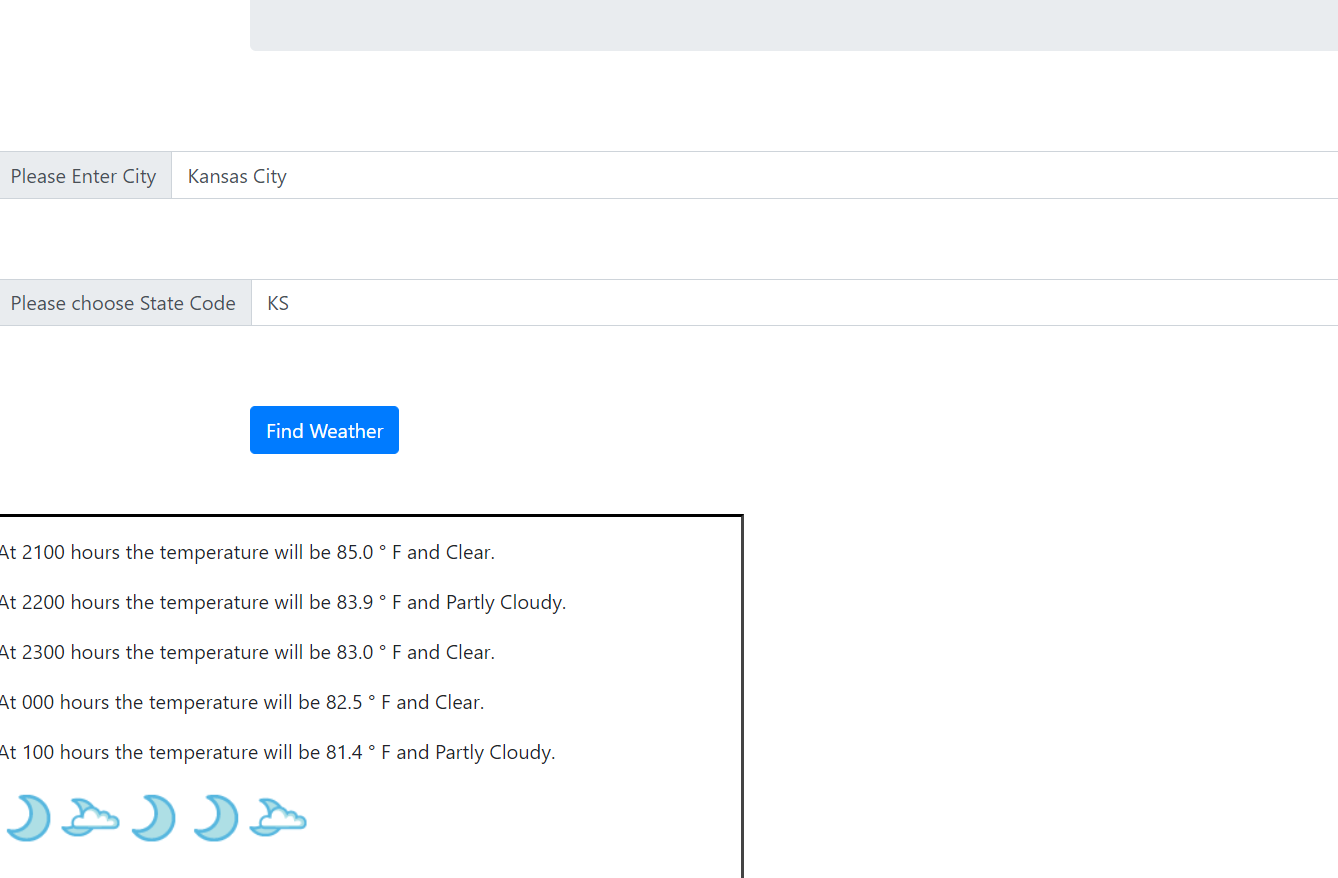 Please Enter City Kansas City
Please choose State Code KS
Find Weather
At 2100 hours the temperature will be 85.0 ° F and Clear.
At 2200 hours the temperature will be 83.9 ° F and Partly Cloudy.
At 2300 hours the temperature will be 83.0 ° F and Clear.
At 000 hours the temperature will be 82.5 ° F and Clear.
At 100 hours the temperature will be 81.4 ° F and Partly Cloudy.